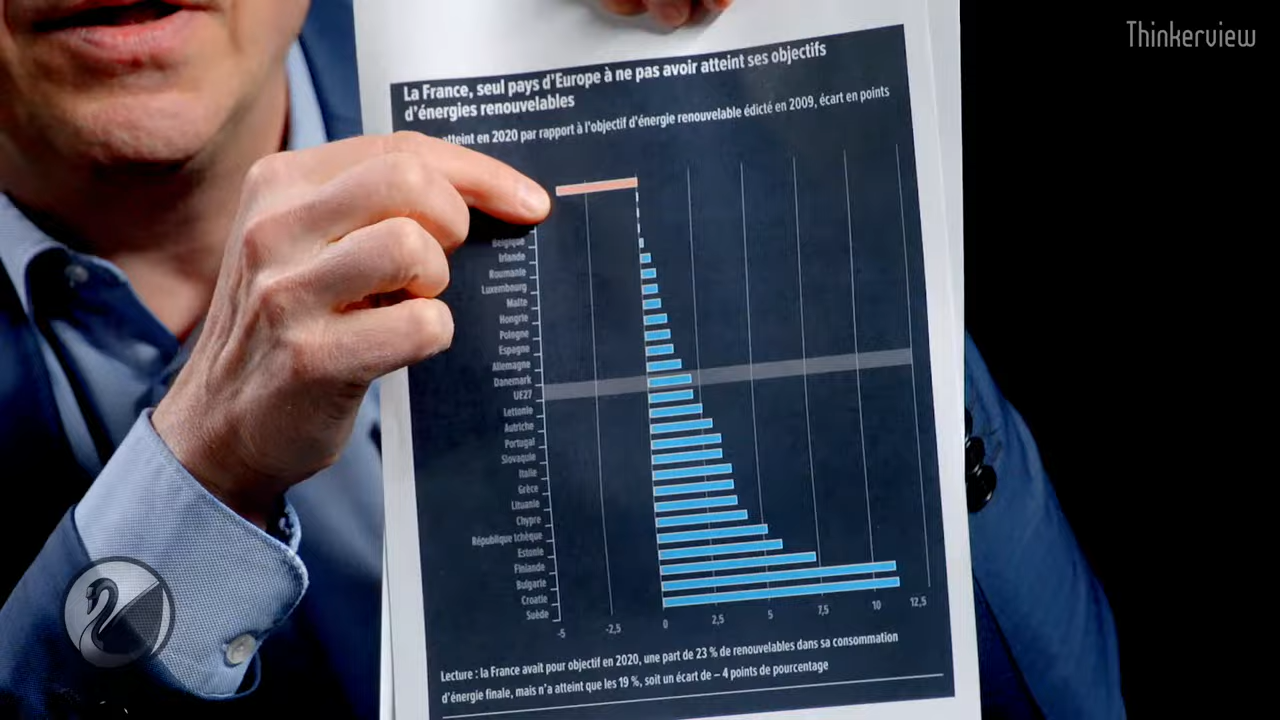 Thinkerview
La France, seul pays d'Europe à ne pas avoir atteint ses objectifs
d'énergies renouvelables
atteint en 2020 par rapport à l'objectif d'énergie renouvelable édicté en 2009, écart en points
Belgique
Irlande
Roumanie
Luxembourg
Malte
Hongrie
Pologne
Espagne
Allemagne
Danemark
UE27
Lettonie
Autriche
Portugal
Slovaquie
Italie
Grèce
Lituanie
Chypre
République tchèque
Estonie
Finlande
Bulgarie
Croatie
Suède
-5 -2,5 0 2,5 5 7,5 10 12,5
Lecture : la France avait pour objectif en 2020, une part de 23 % de renouvelables dans sa consommation
d'énergie finale, mais n'a atteint que les 19 %, soit un écart de – 4 points de pourcentage